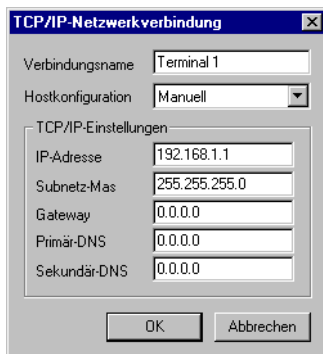 TCP/IP-Netzwerkverbindung
Verbindungsname Terminal 1
Hostkonfiguration Manuell
TCP/IP-Einstellungen
IP-Adresse 192.168.1.1
Subnetz-Mas 255.255.255.0
Gateway 0.0.0.0
Primär-DNS 0.0.0.0
Sekundär-DNS 0.0.0.0
OK Abbrechen